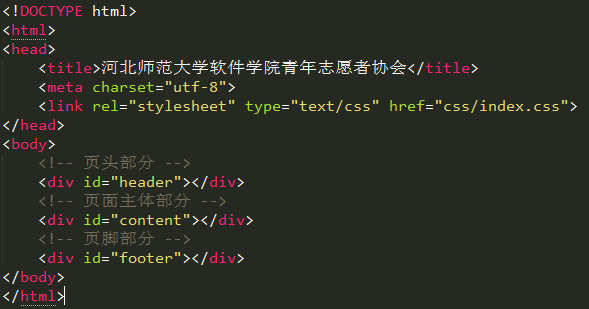 <!DOCTYPE html>
<html>
<head>
    <title>河北师范大学软件学院青年志愿者协会</title>
    <meta charset="utf-8">
    <link rel="stylesheet" type="text/css" href="css/index.css">
</head>
<body>
    <!-- 页头部分 -->
    <div id="header"></div>
    <!-- 页面主体部分 -->
    <div id="content"></div>
    <!-- 页脚部分 -->
    <div id="footer"></div>
</body>
</html>